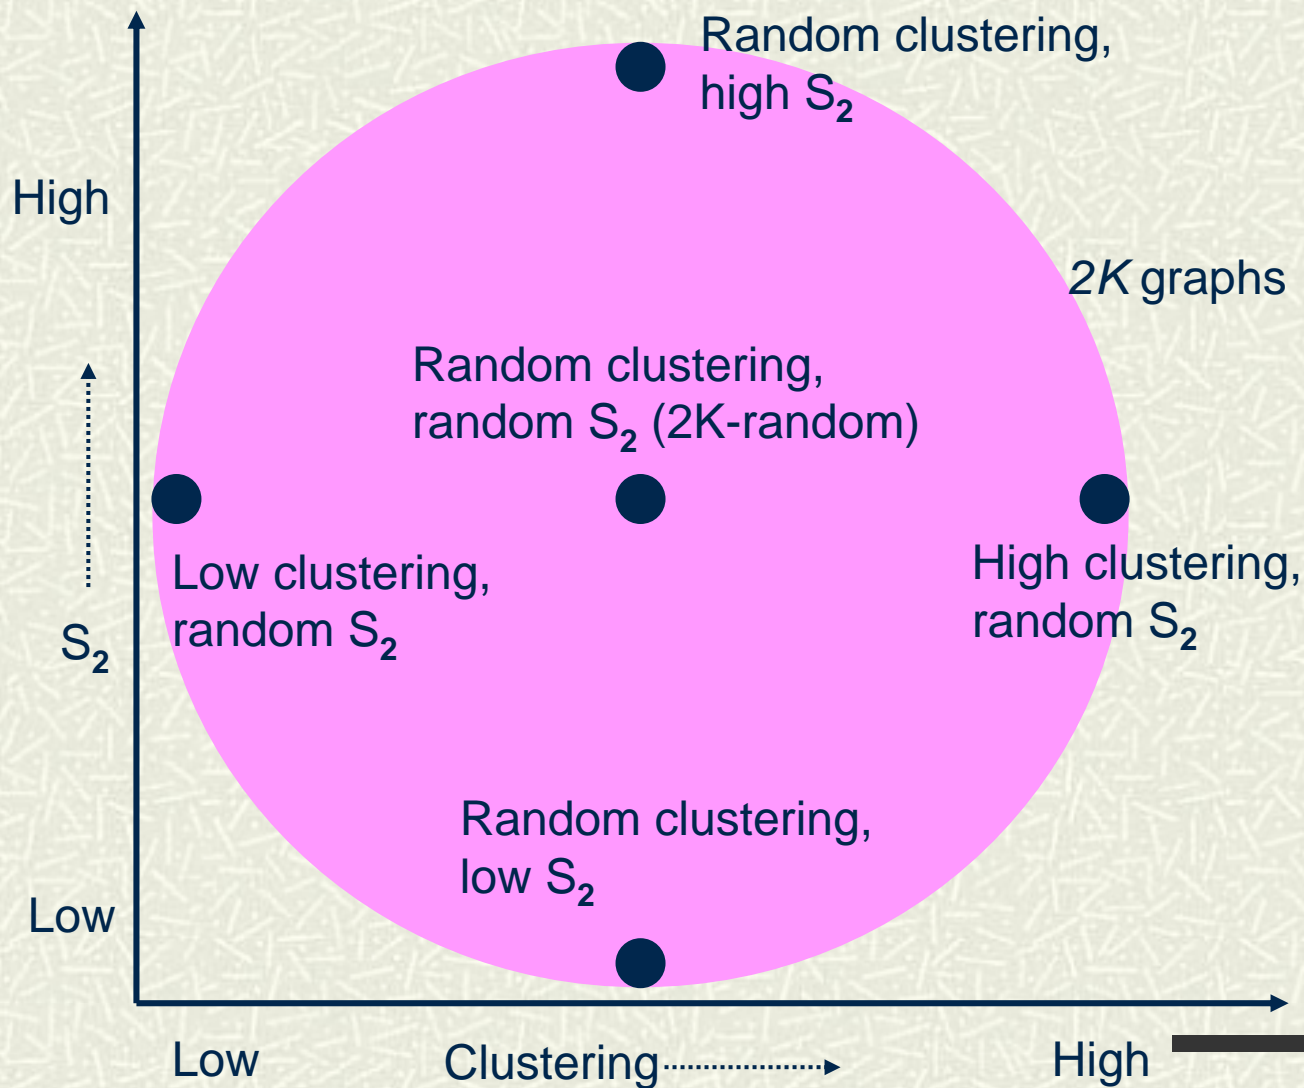 Random clustering,
high S₂
High
2K graphs
Random clustering,
random S₂ (2K-random)
Low clustering,
random S₂
High clustering,
random S₂
S₂
Random clustering,
low S₂
Low
Low Clustering High